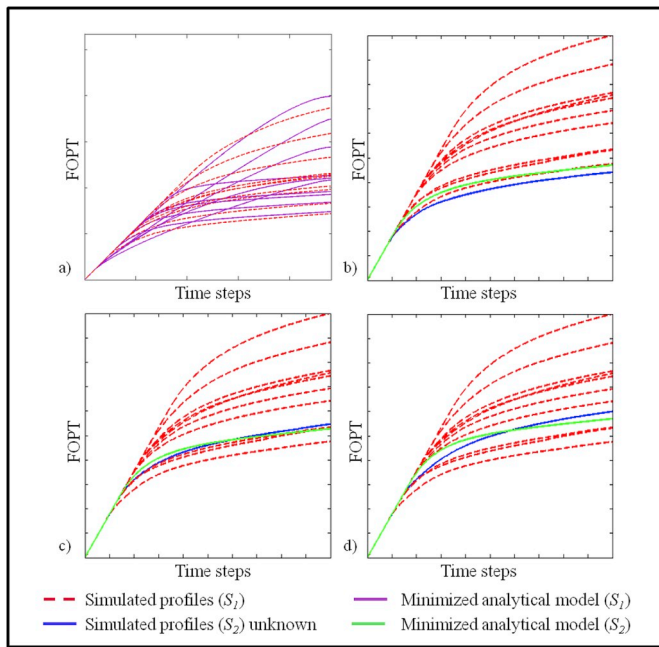 FOPT
a)
Time steps
FOPT
b)
Time steps
FOPT
c)
Time steps
FOPT
d)
Time steps
Simulated profiles (S1)
Minimized analytical model (S1)
Simulated profiles (S2) unknown
Minimized analytical model (S2)